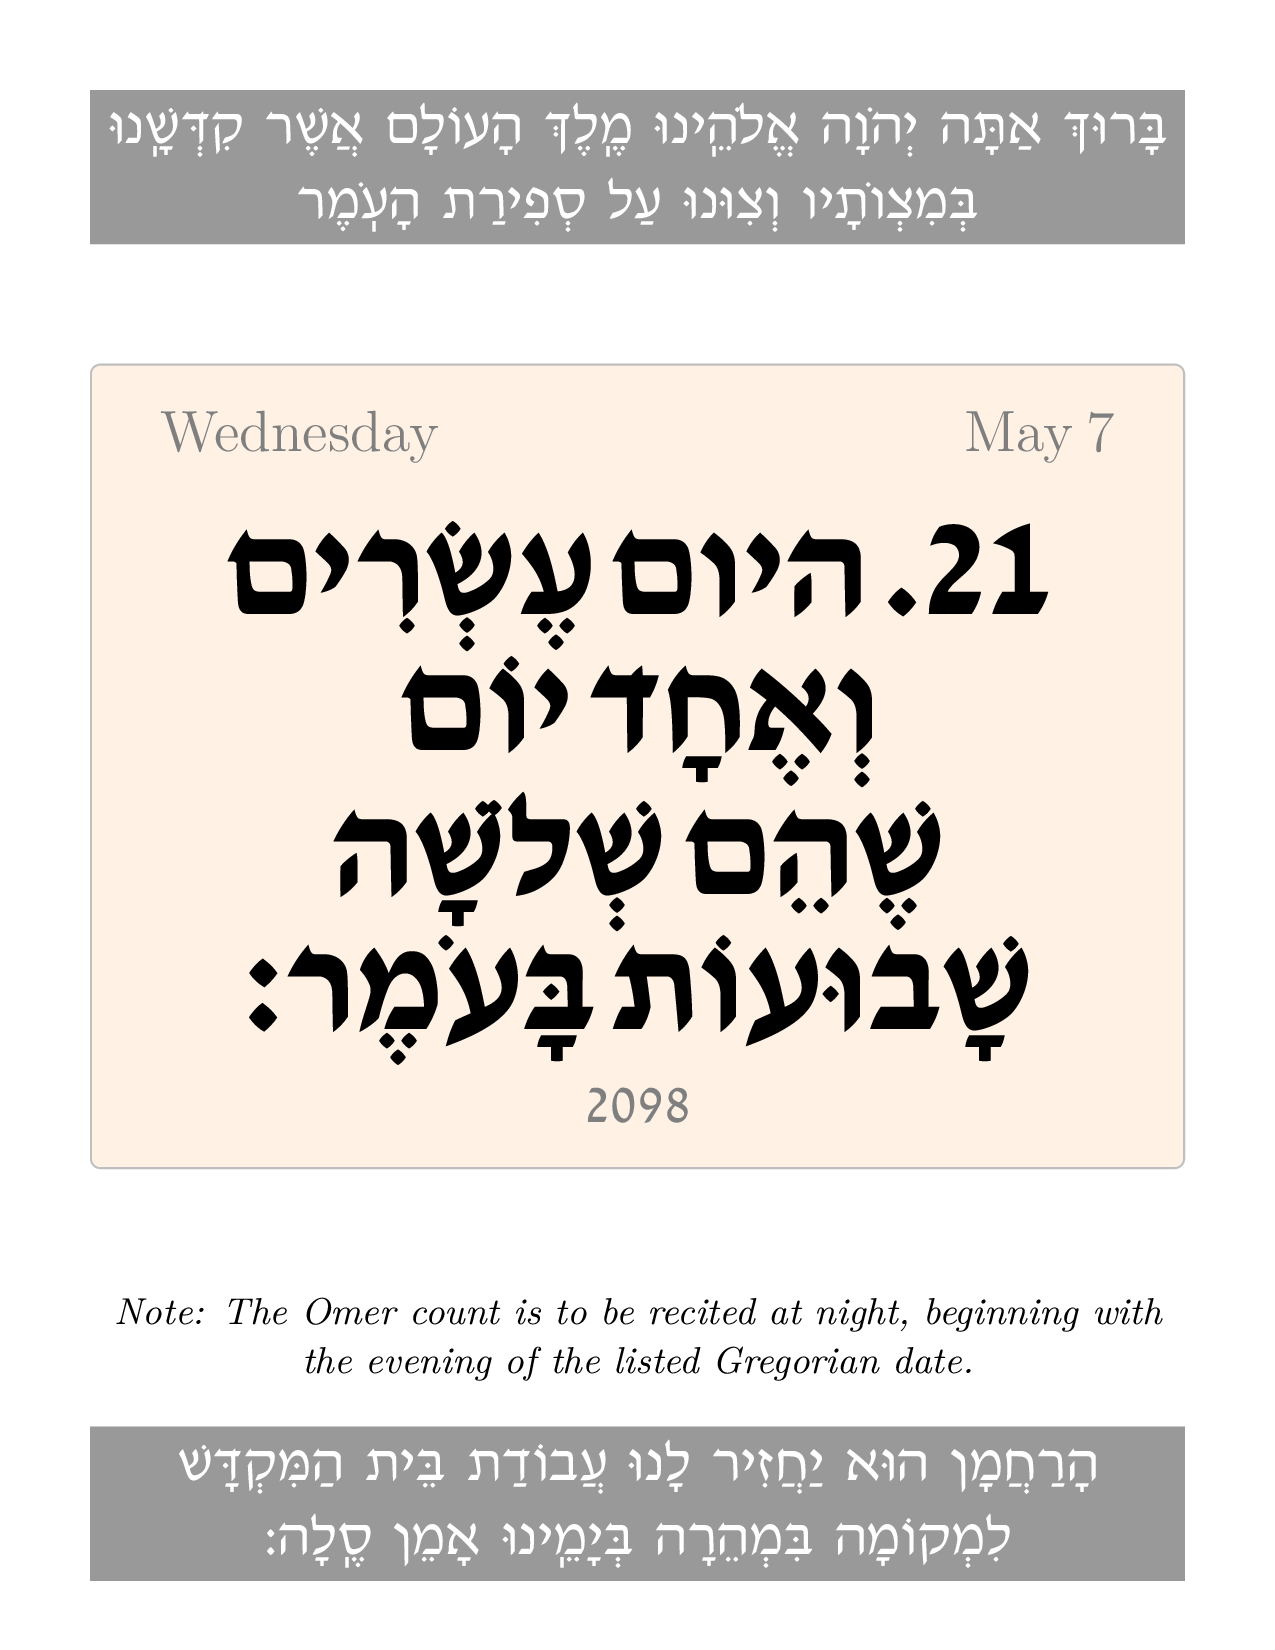 בָּרוּךְ אַתָּה יְהֹוָה אֱלֹהֵֽינוּ מֶֽלֶךְ הָעוֹלָם אֲשֶׁר קִדְּשָֽׁנוּ
בְּמִצְוֹתָיו וְצִוּנוּ עַל סְפִירַת הָעֹֽמֶר
Wednesday May 7
21. היום עֶשְׂרִים
וְאֶחָד יוֹם
שֶׁהֵם שְׁלֹשָׁה
שָׁבוּעוֹת בָּעֹמֶר:
2098
Note: The Omer count is to be recited at night, beginning with
the evening of the listed Gregorian date.
הָרַחֲמָן הוּא יַחֲזִיר לָנוּ עֲבוֹדַת בֵּית הַמִּקְדָּשׁ
לִמְקוֹמָהּ בִּמְהֵרָה בְּיָמֵֽינוּ אָמֵן סֶֽלָה: